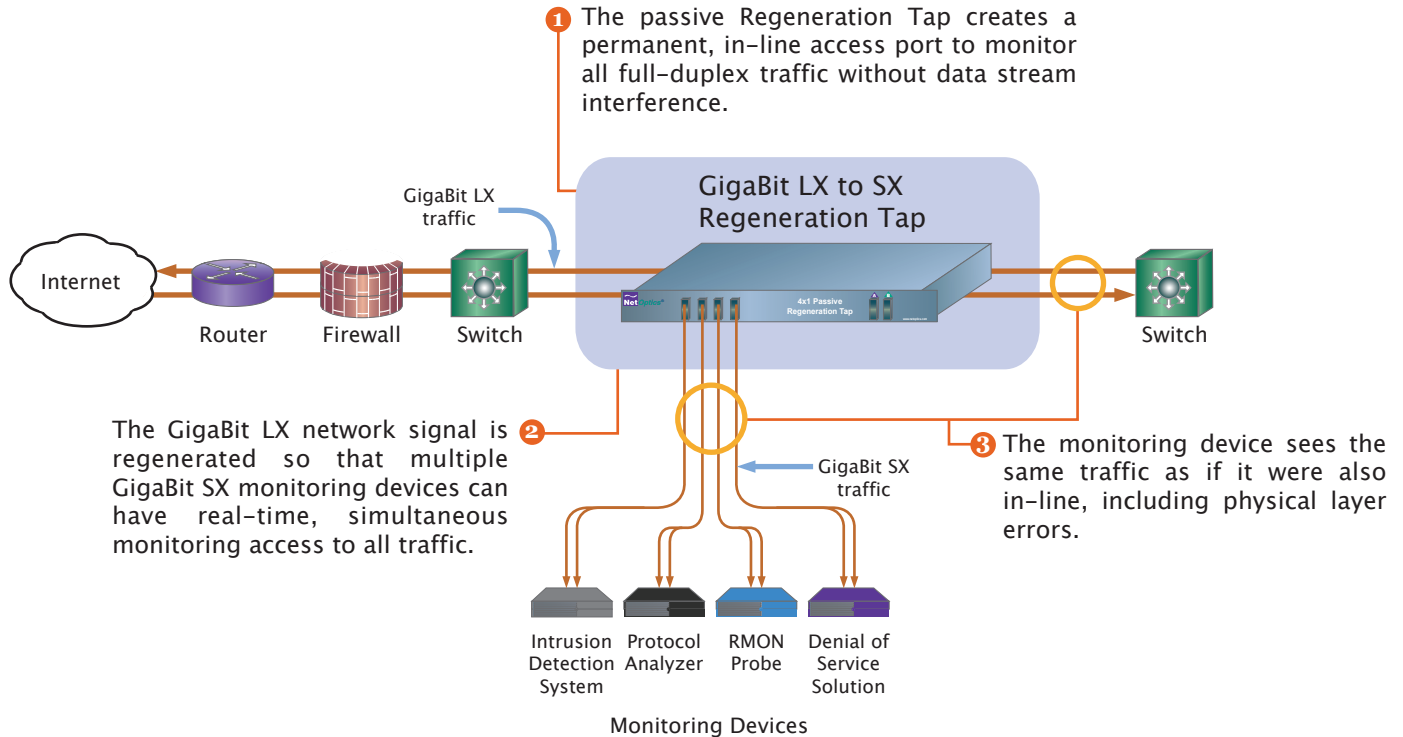 1 The passive Regeneration Tap creates a
permanent, in-line access port to monitor
all full-duplex traffic without data stream
interference.
GigaBit LX to SX
Regeneration Tap
GigaBit LX
traffic
Internet
Router
Firewall
Switch
NetOptics®
4x1 Passive
Regeneration Tap
A
B
www.netoptics.com
Switch
2
The GigaBit LX network signal is
regenerated so that multiple
GigaBit SX monitoring devices can
have real-time, simultaneous
monitoring access to all traffic.
GigaBit SX
traffic
3 The monitoring device sees the
same traffic as if it were also
in-line, including physical layer
errors.
Intrusion
Detection
System
Protocol
Analyzer
RMON
Probe
Denial of
Service
Solution
Monitoring Devices